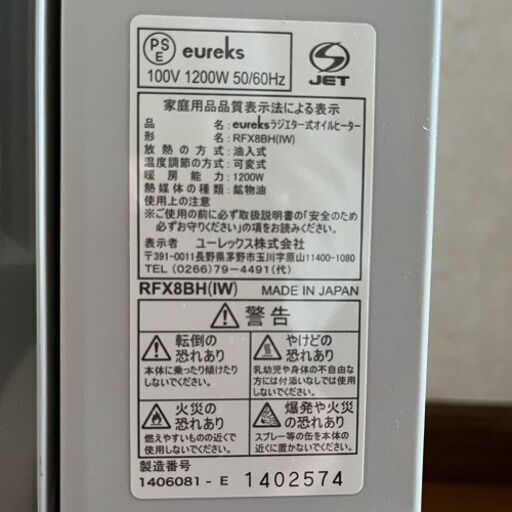 PSE eureks
100V 1200W 50/60Hz
JET
家庭用品品質表示法による表示
品名:eureksラジエター式オイルヒーター
形名:RFX8BH(IW)
放熱の方式:油入式
温度調節の方式:可変式
暖房能力:1200W
熱媒体の種類:鉱物油
使用上の注意
※ご使用の前に必ず取扱説明書の「安全のため
必ずお守りください」の項をお読みください。
表示者 ユーレックス株式会社
〒391-0011長野県茅野市玉川字原山11400-1080
TEL(0266)79-4491(代)
RFX8BH(IW) MADE IN JAPAN
警告
転倒の
恐れあり
本体に乗ったり傾けたり
しないでください。
やけどの
恐れあり
乳幼児や身体の不自由な
方には付添いなしでは使用
しないでください。
火災の
恐れあり
燃えやすいものの近くで
使用しないでください。
爆発や火災
の恐れあり
スプレー等の缶を本体の近く
に置かないでください。
製造番号
1406081-E 1402574